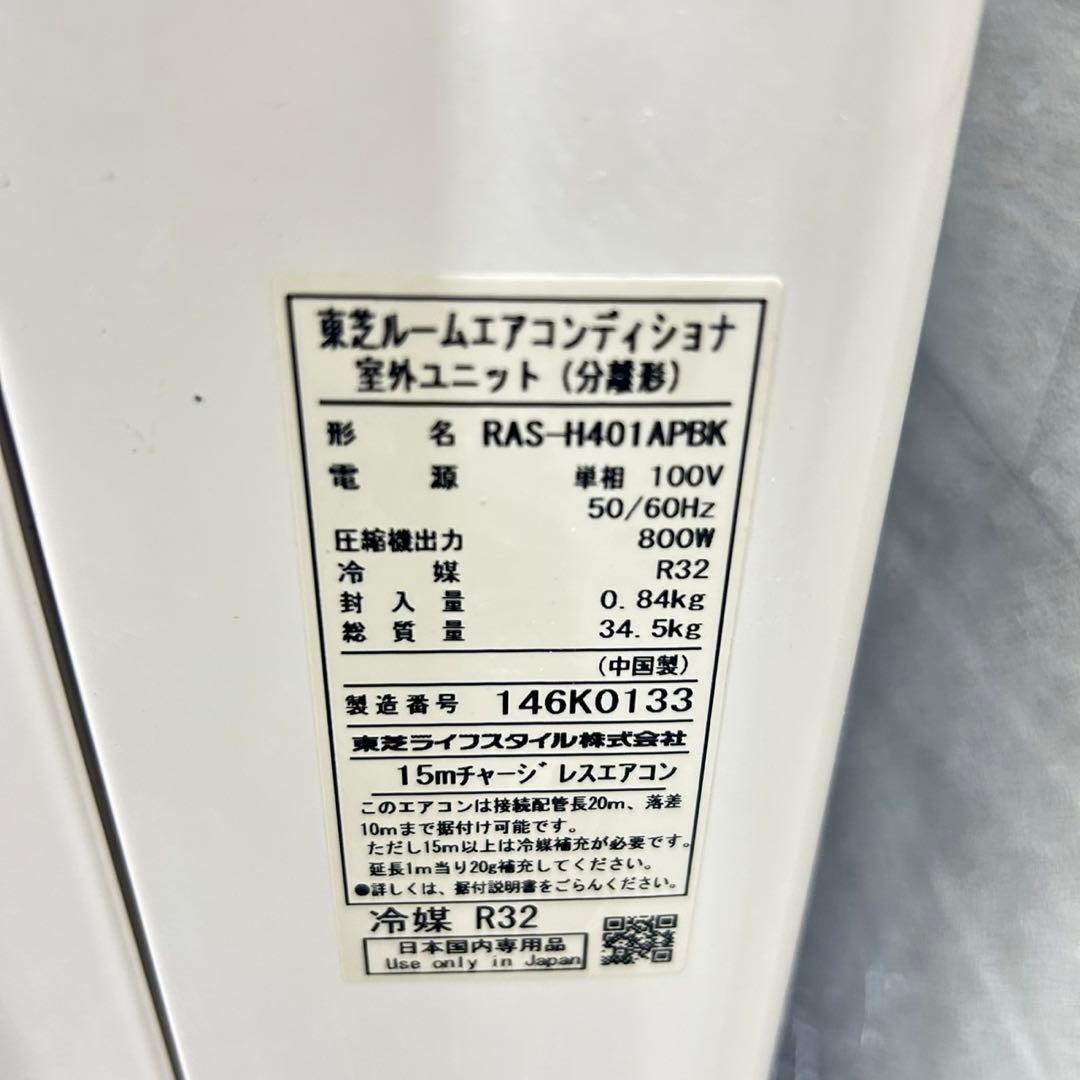 東芝ルームエアコンディショナ
室外ユニット（分離形）
形 名 RAS-H401APBK
電 源 単相 100V
50/60Hz
圧縮機出力 800W
冷 媒 R32
封 入 量 0.84kg
総 質 量 34.5kg
（中国製）
製造番号 146K0133
東芝ライフスタイル株式会社
15mチャージレスエアコン
このエアコンは接続配管長20m、落差
10mまで据付け可能です。
ただし15m以上は冷媒補充が必要です。
延長1m当り20g補充してください。
●詳しくは、据付説明書をごらんください。
冷媒 R32
日本国内専用品
Use only in Japan